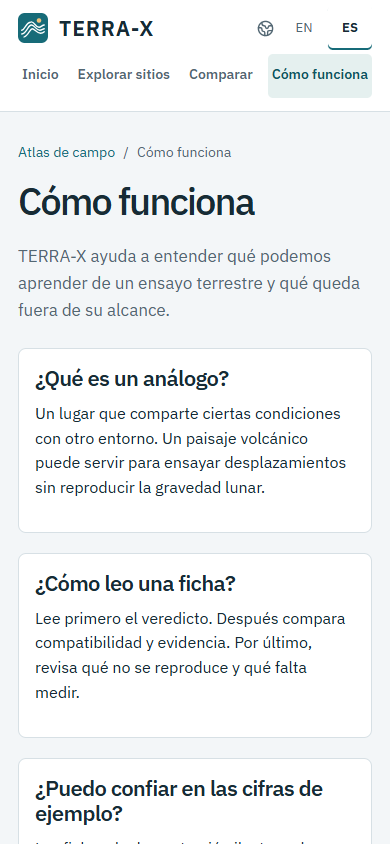 TERRA-X
EN
ES
Inicio
Explorar sitios
Comparar
Cómo funciona
Atlas de campo / Cómo funciona
Cómo funciona
TERRA-X ayuda a entender qué podemos
aprender de un ensayo terrestre y qué queda
fuera de su alcance.
¿Qué es un análogo?
Un lugar que comparte ciertas condiciones
con otro entorno. Un paisaje volcánico
puede servir para ensayar desplazamientos
sin reproducir la gravedad lunar.
¿Cómo leo una ficha?
Lee primero el veredicto. Después compara
compatibilidad y evidencia. Por último,
revisa qué no se reproduce y qué falta
medir.
¿Puedo confiar en las cifras de
ejemplo?